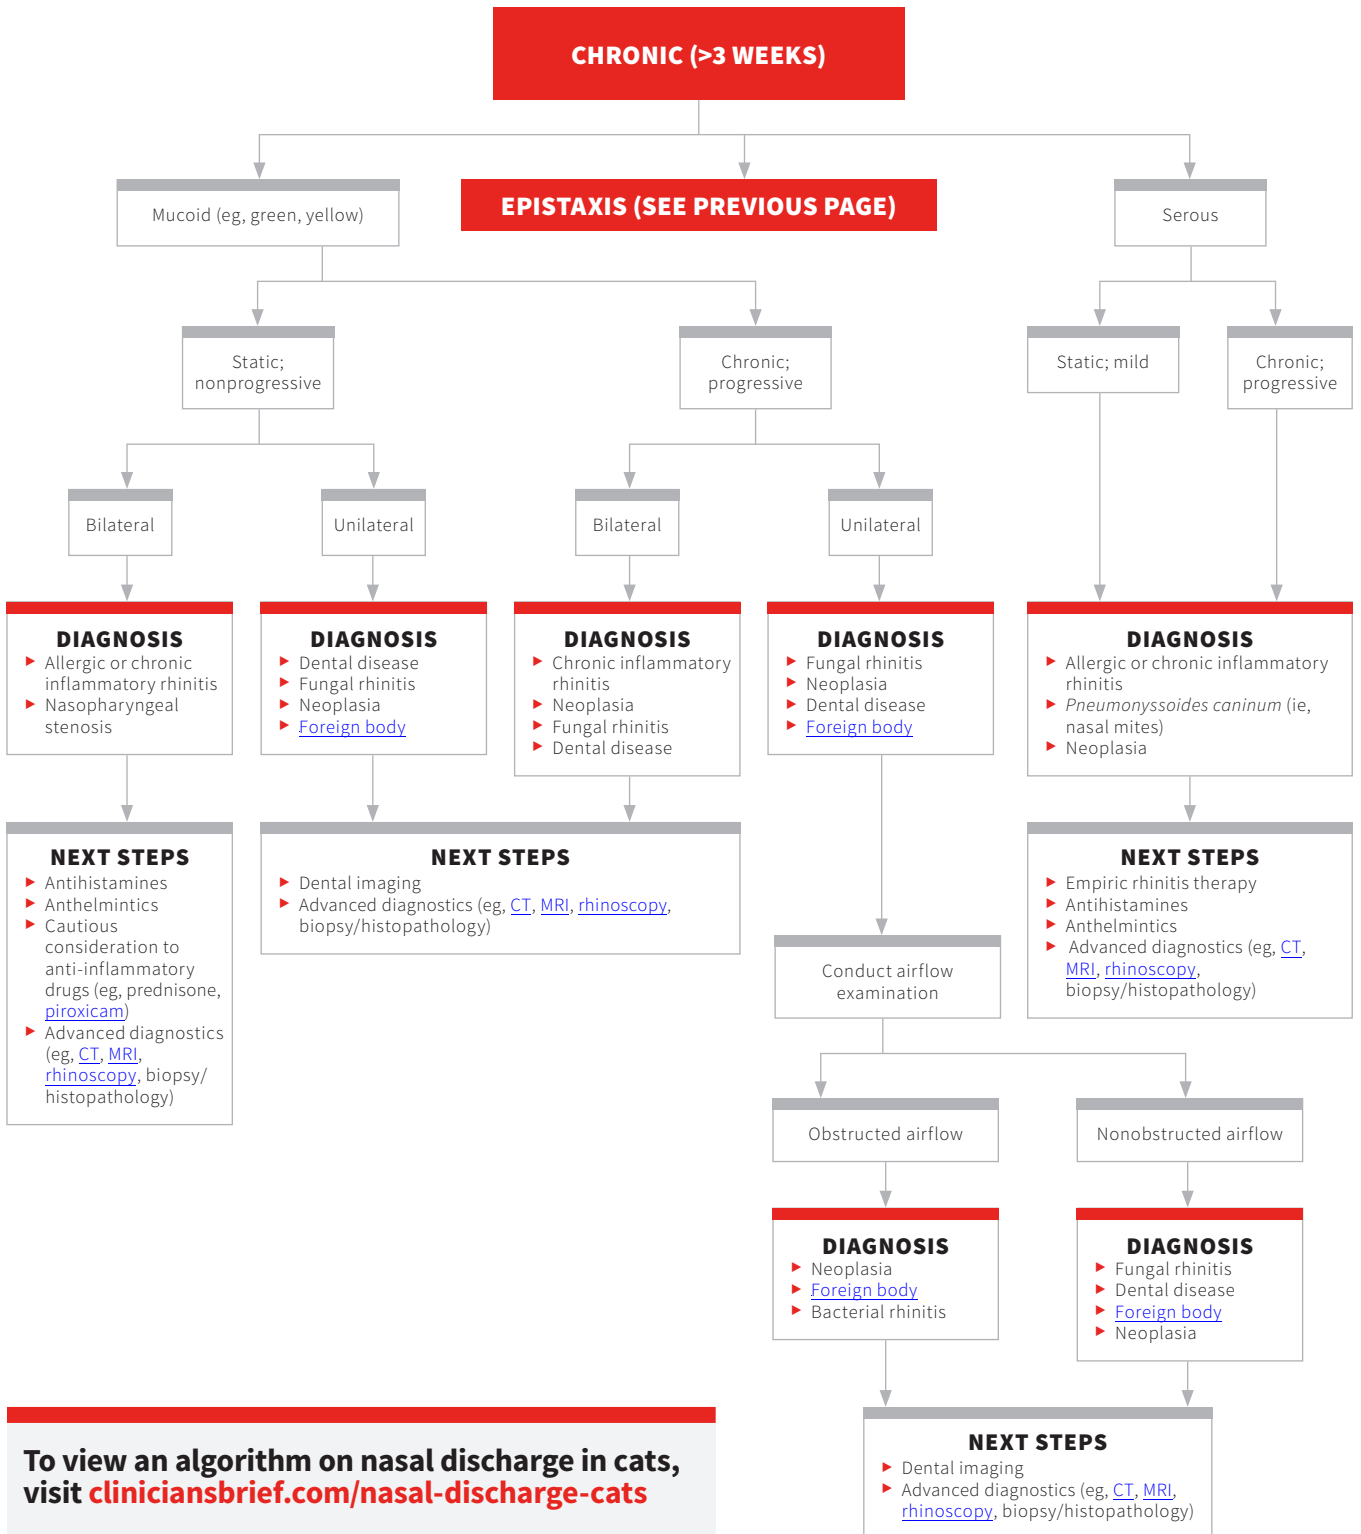 CHRONIC (>3 WEEKS)
Mucoid (eg, green, yellow)
EPISTAXIS (SEE PREVIOUS PAGE)
Serous
Static;
nonprogressive
Chronic;
progressive
Static; mild
Chronic;
progressive
Bilateral
Unilateral
Bilateral
Unilateral
DIAGNOSIS
Allergic or chronic
inflammatory rhinitis
Nasopharyngeal
stenosis
DIAGNOSIS
Dental disease
Fungal rhinitis
Neoplasia
Foreign body
DIAGNOSIS
Chronic inflammatory
rhinitis
Neoplasia
Fungal rhinitis
Dental disease
DIAGNOSIS
Fungal rhinitis
Neoplasia
Dental disease
Foreign body
DIAGNOSIS
Allergic or chronic inflammatory
rhinitis
Pneumonyssoides caninum (ie,
nasal mites)
Neoplasia
NEXT STEPS
Antihistamines
Anthelmintics
Cautious
consideration to
anti-inflammatory
drugs (eg, prednisone,
piroxicam)
Advanced diagnostics
(eg, CT, MRI,
rhinoscopy, biopsy/
histopathology)
NEXT STEPS
Dental imaging
Advanced diagnostics (eg, CT, MRI, rhinoscopy,
biopsy/histopathology)
NEXT STEPS
Empiric rhinitis therapy
Antihistamines
Anthelmintics
Advanced diagnostics (eg, CT,
MRI, rhinoscopy,
biopsy/histopathology)
Conduct airflow
examination
Obstructed airflow
Nonobstructed airflow
DIAGNOSIS
Neoplasia
Foreign body
Bacterial rhinitis
DIAGNOSIS
Fungal rhinitis
Dental disease
Foreign body
Neoplasia
NEXT STEPS
Dental imaging
Advanced diagnostics (eg, CT, MRI,
rhinoscopy, biopsy/histopathology)
To view an algorithm on nasal discharge in cats,
visit cliniciansbrief.com/nasal-discharge-cats